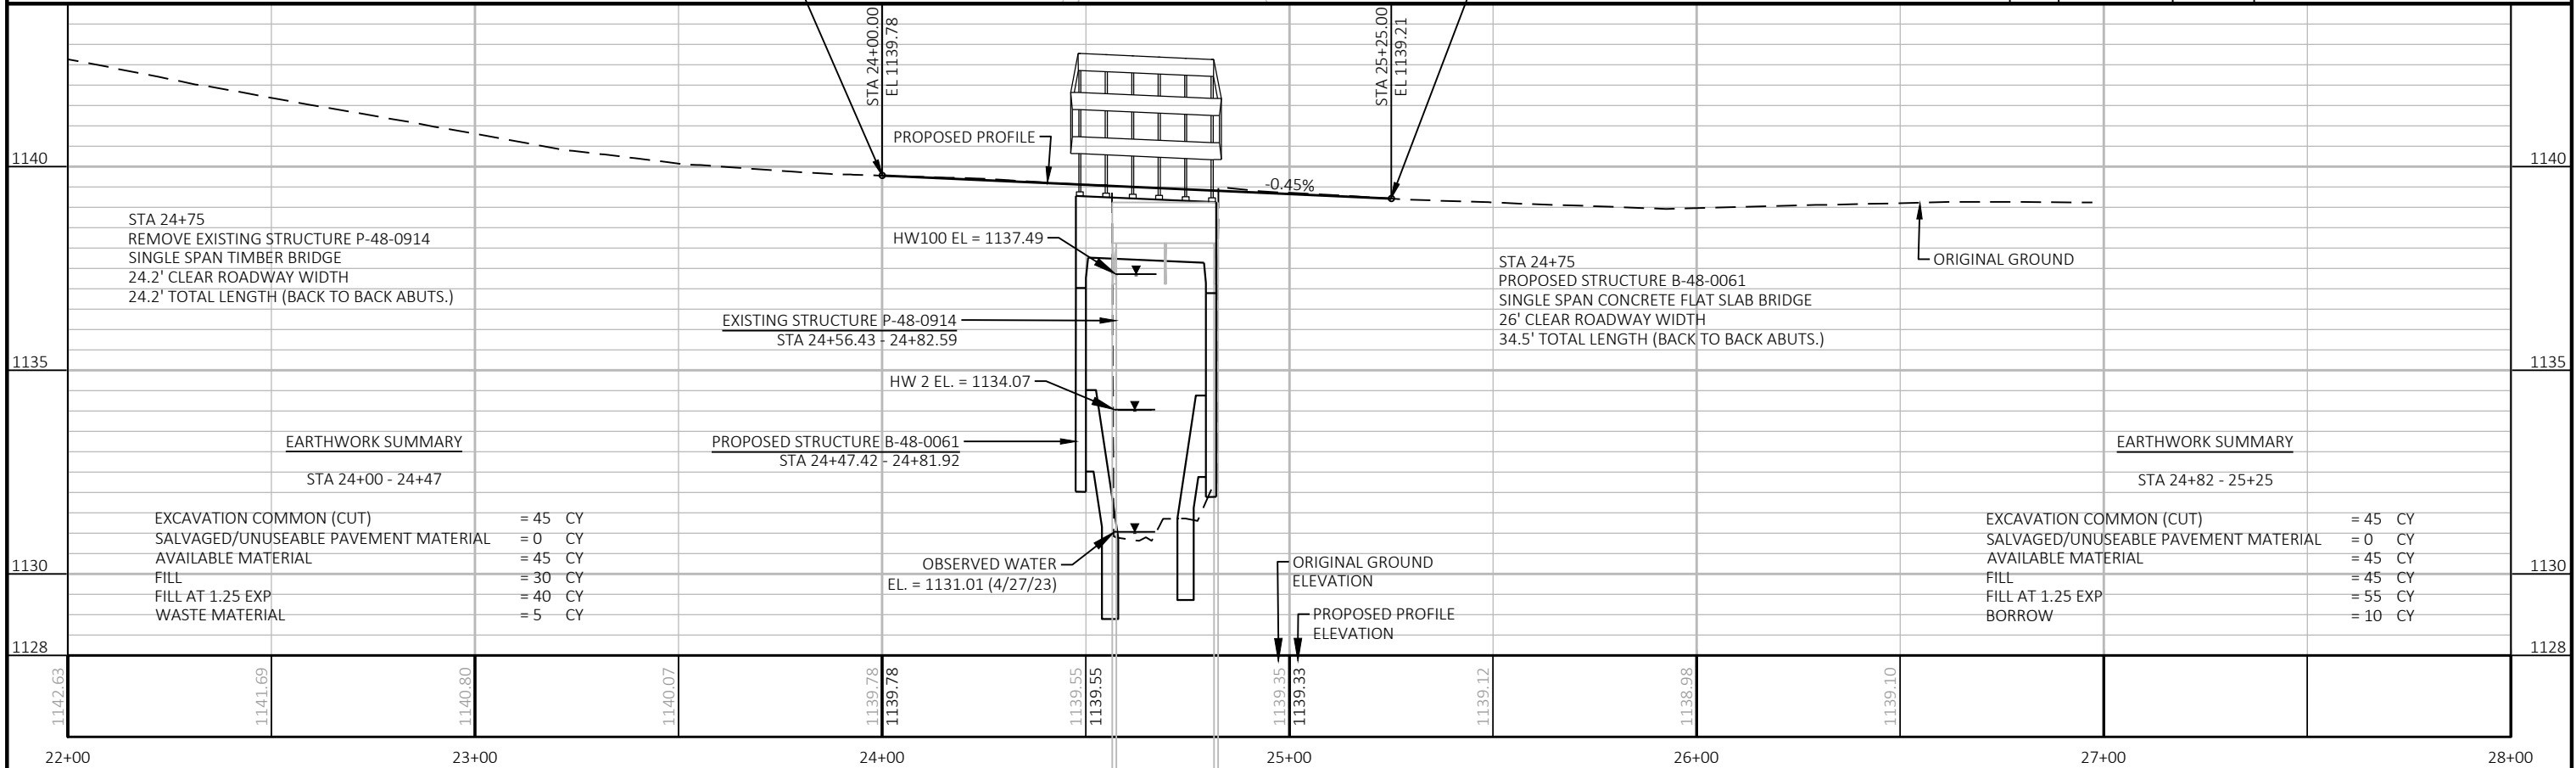 STA 24+00.00
EL 1139.78
STA 25+25.00
EL 1139.21
PROPOSED PROFILE
-0.45%
1140
1140
STA 24+75
REMOVE EXISTING STRUCTURE P-48-0914
SINGLE SPAN TIMBER BRIDGE
24.2' CLEAR ROADWAY WIDTH
24.2' TOTAL LENGTH (BACK TO BACK ABUTS.)
HW100 EL = 1137.49
EXISTING STRUCTURE P-48-0914
STA 24+56.43 - 24+82.59
HW 2 EL. = 1134.07
PROPOSED STRUCTURE B-48-0061
STA 24+47.42 - 24+81.92
OBSERVED WATER
EL. = 1131.01 (4/27/23)
ORIGINAL GROUND
STA 24+75
PROPOSED STRUCTURE B-48-0061
SINGLE SPAN CONCRETE FLAT SLAB BRIDGE
26' CLEAR ROADWAY WIDTH
34.5' TOTAL LENGTH (BACK TO BACK ABUTS.)
1135
1135
EARTHWORK SUMMARY
STA 24+00 - 24+47
EXCAVATION COMMON (CUT) = 45 CY
SALVAGED/UNUSEABLE PAVEMENT MATERIAL = 0 CY
AVAILABLE MATERIAL = 45 CY
FILL = 30 CY
FILL AT 1.25 EXP = 40 CY
WASTE MATERIAL = 5 CY
EARTHWORK SUMMARY
STA 24+82 - 25+25
EXCAVATION COMMON (CUT) = 45 CY
SALVAGED/UNUSEABLE PAVEMENT MATERIAL = 0 CY
AVAILABLE MATERIAL = 45 CY
FILL = 45 CY
FILL AT 1.25 EXP = 55 CY
BORROW = 10 CY
1130
1130
ORIGINAL GROUND
ELEVATION
PROPOSED PROFILE
ELEVATION
1128
1128
1142.63
1141.69
1140.80
1140.07
1139.78
1139.78
1139.55
1139.55
1139.35
1139.33
1139.12
1138.98
1139.10
22+00
23+00
24+00
25+00
26+00
27+00
28+00